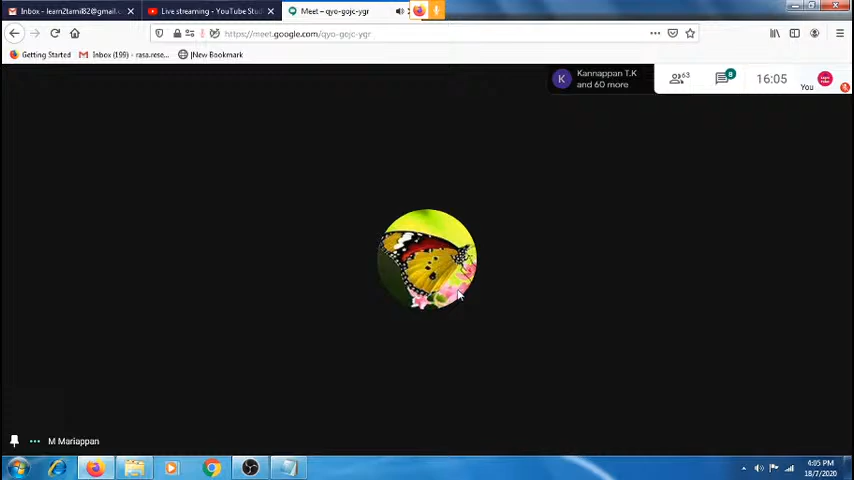 Inbox - learn2tamil82@gmail.c
Live streaming - YouTube Stud
Meet – qyo-gojc-ygr
https://meet.google.com/qyo-gojc-ygr
Getting Started
Inbox (199) - rasa.rese...
|New Bookmark
K
Kannappan T.K
and 60 more
63
8
16:05
You
M Mariappan
4:05 PM
18/7/2020